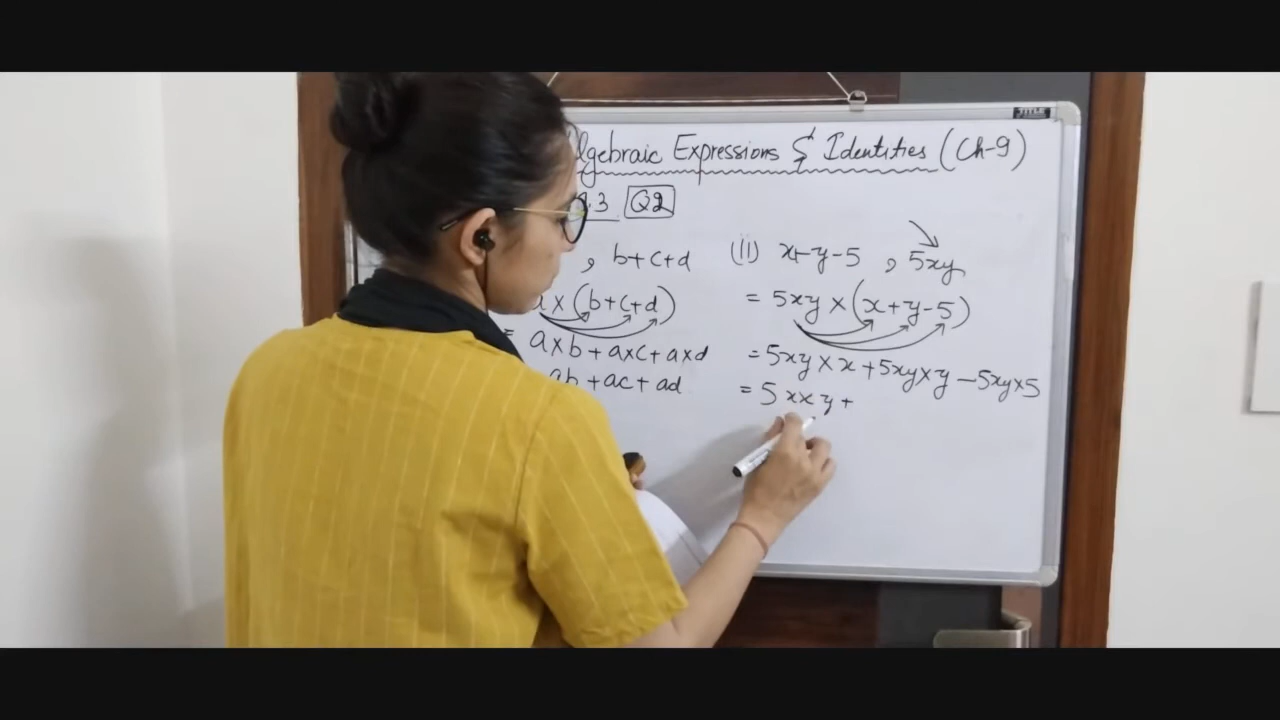 lgebraic Expressions & Identities (Ch-9)
.3 Q2
, b+c+d
a×(b+c+d)
= a×b+a×c+a×d
ab+ac+ad
(ii) x+y-5 , 5xy
= 5xy×(x+y-5)
= 5xy×x+5xy×y-5xy×5
= 5x×y+